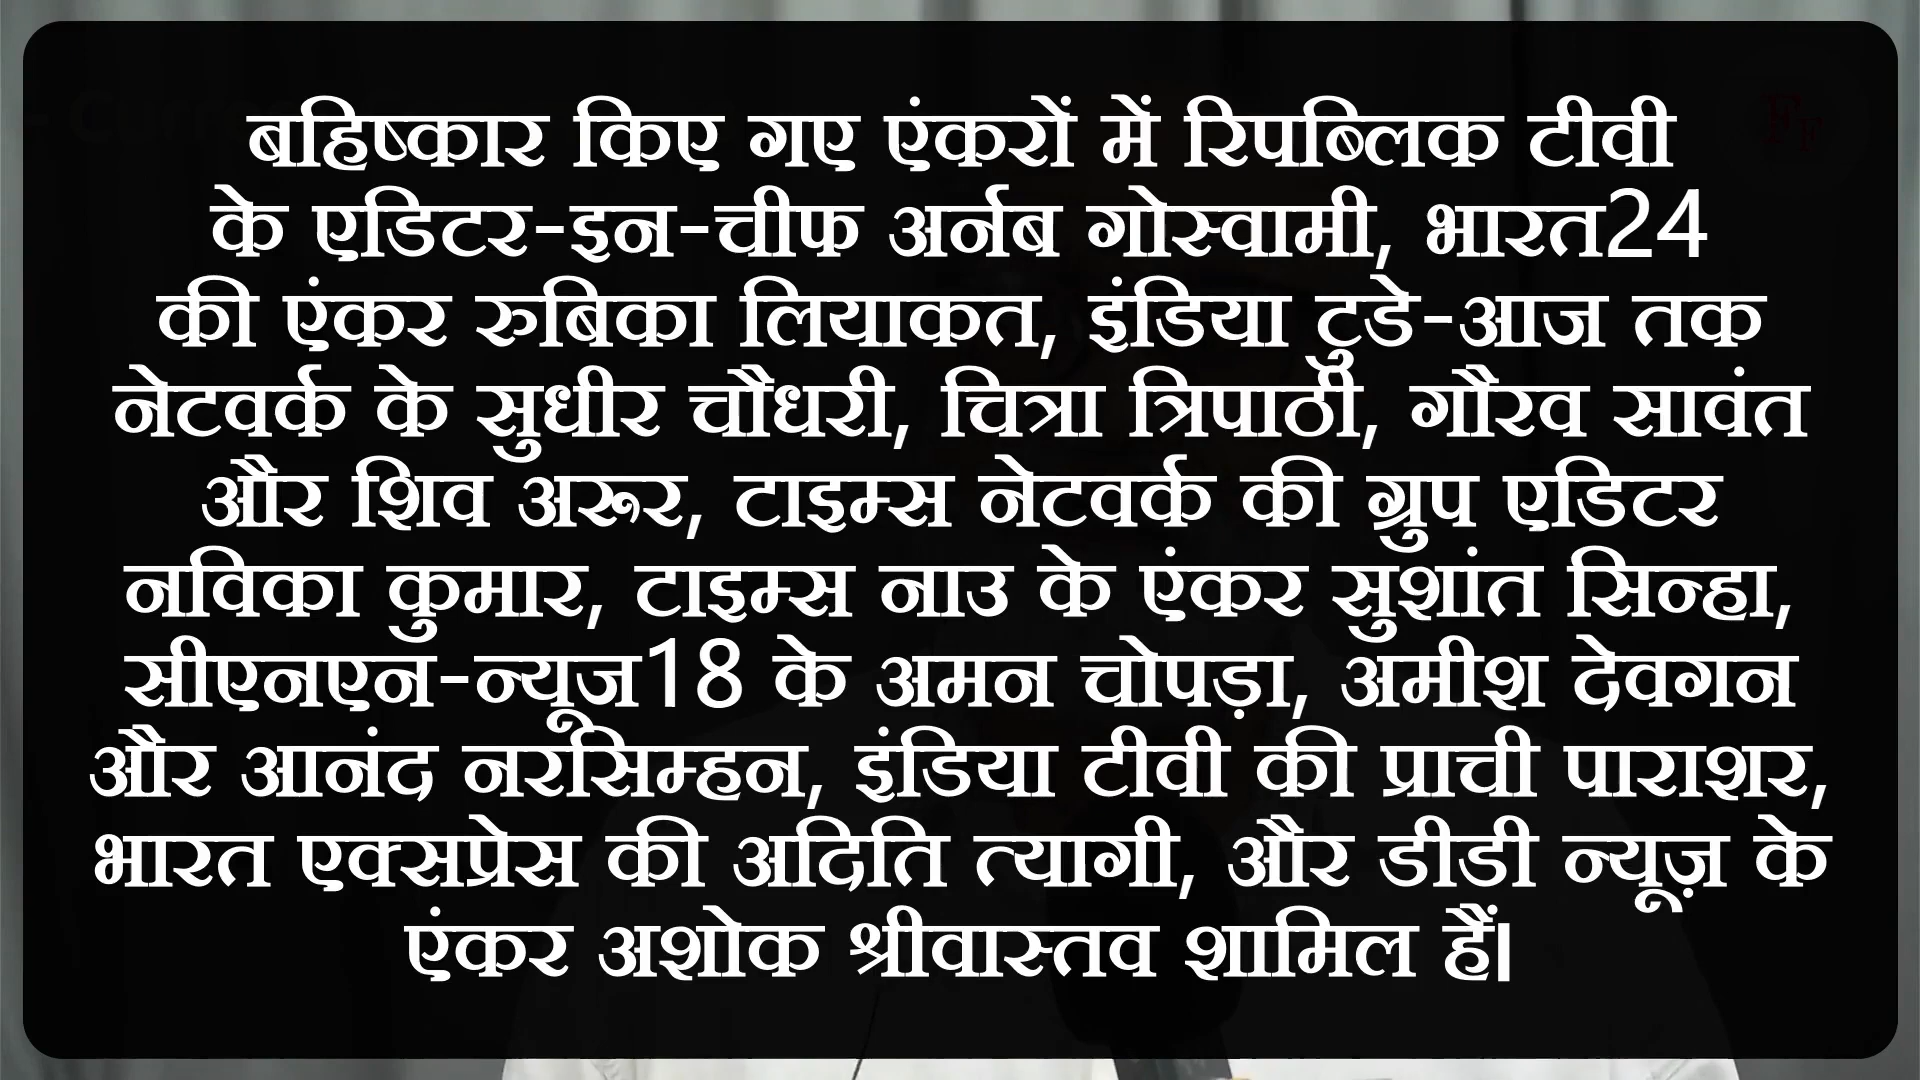 बहिष्कार किए गए एंकरों में रिपब्लिक टीवी
के एडिटर-इन-चीफ अर्नब गोस्वामी, भारत24
की एंकर रुबिका लियाकत, इंडिया टुडे-आज तक
नेटवर्क के सुधीर चौधरी, चित्रा त्रिपाठी, गौरव सावंत
और शिव अरूर, टाइम्स नेटवर्क की ग्रुप एडिटर
नविका कुमार, टाइम्स नाउ के एंकर सुशांत सिन्हा,
सीएनएन-न्यूज18 के अमन चोपड़ा, अमीश देवगन
और आनंद नरसिम्हन, इंडिया टीवी की प्राची पाराशर,
भारत एक्सप्रेस की अदिति त्यागी, और डीडी न्यूज़ के
एंकर अशोक श्रीवास्तव शामिल हैं।